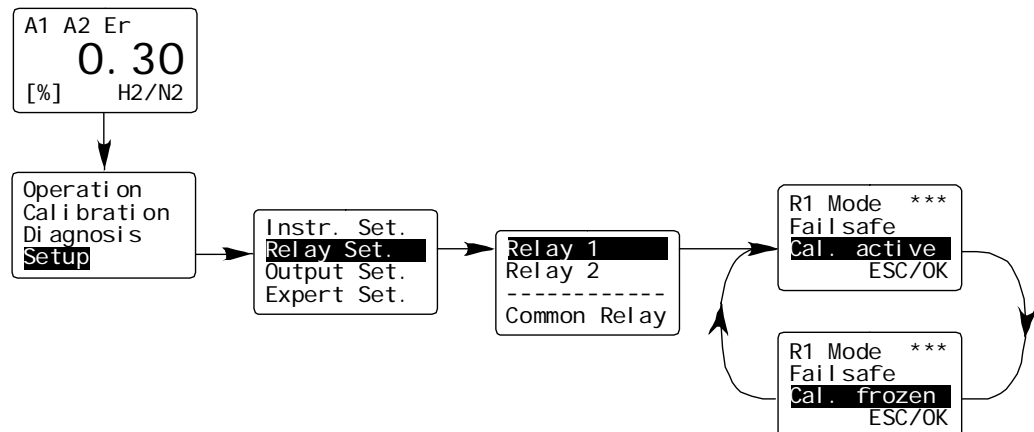 A1 A2 Er
0.30
[%] H2/N2
Operation
Calibration
Diagnosis
Setup
Instr. Set.
Relay Set.
Output Set.
Expert Set.
Relay 1
Relay 2
------------
Common Relay
R1 Mode ***
Failsafe
Cal. active
ESC/OK
R1 Mode ***
Failsafe
Cal. frozen
ESC/OK